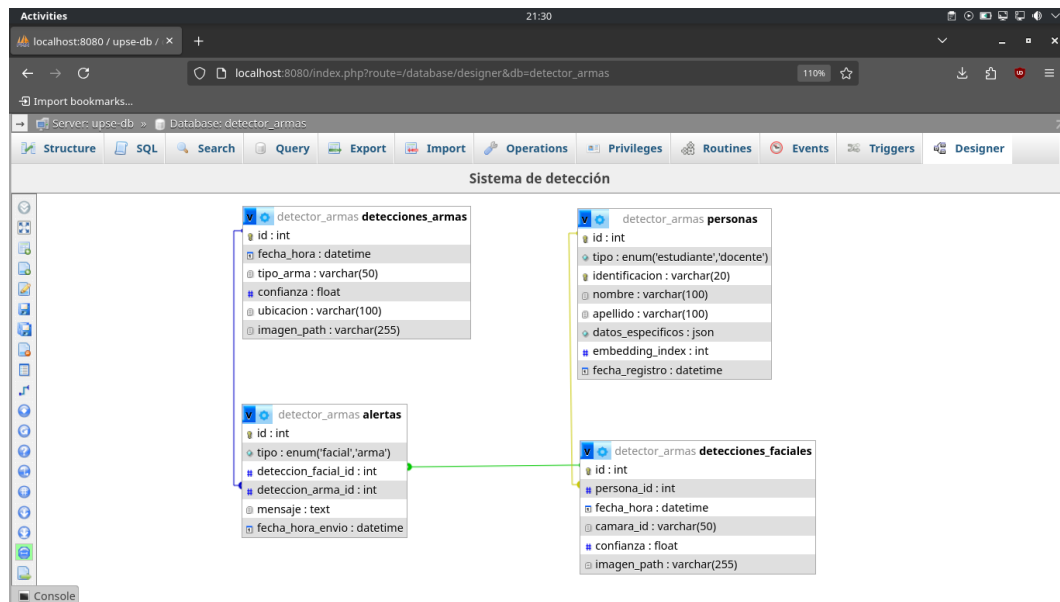 Activities
21:30
localhost:8080 / upse-db /
localhost:8080/index.php?route=/database/designer&db=detector_armas
110%
Import bookmarks...
Server: upse-db » Database: detector_armas
Structure SQL Search Query Export Import Operations Privileges Routines Events Triggers Designer
Sistema de detección
detector_armas detecciones_armas
id : int
fecha_hora : datetime
tipo_arma : varchar(50)
confianza : float
ubicacion : varchar(100)
imagen_path : varchar(255)
detector_armas personas
id : int
tipo : enum('estudiante','docente')
identificacion : varchar(20)
nombre : varchar(100)
apellido : varchar(100)
datos_especificos : json
embedding_index : int
fecha_registro : datetime
detector_armas alertas
id : int
tipo : enum('facial','arma')
deteccion_facial_id : int
deteccion_arma_id : int
mensaje : text
fecha_hora_envio : datetime
detector_armas detecciones_faciales
id : int
persona_id : int
fecha_hora : datetime
camara_id : varchar(50)
confianza : float
imagen_path : varchar(255)
Console